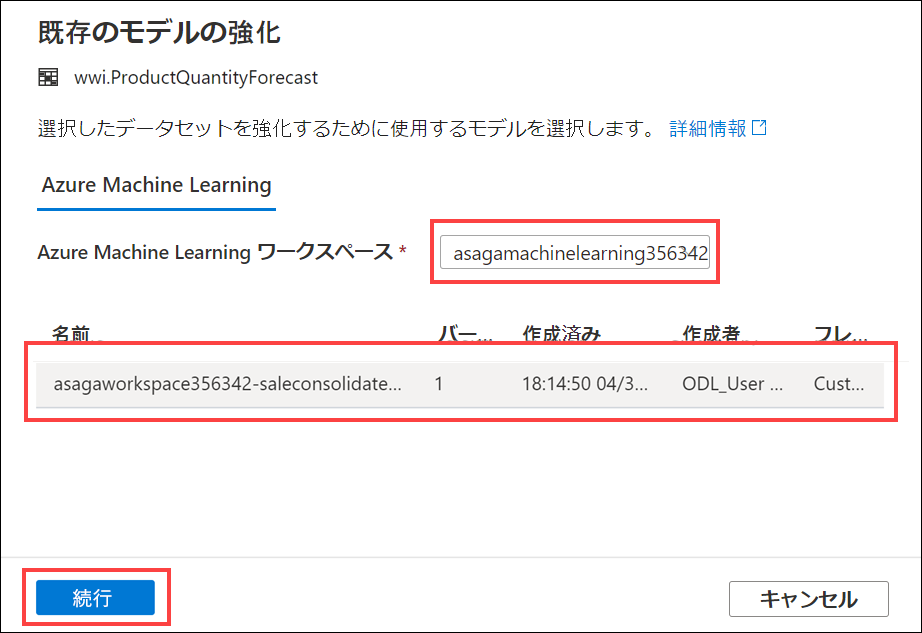 既存のモデルの強化
wwi.ProductQuantityForecast
選択したデータセットを強化するために使用するモデルを選択します。 詳細情報
Azure Machine Learning
Azure Machine Learning ワークスペース * asagamachinelearning356342
名前 バー... 作成済み 作成者... フレ...
asagaworkspace356342-saleconsolidate... 1 18:14:50 04/3... ODL_User ... Cust...
続行 キャンセル